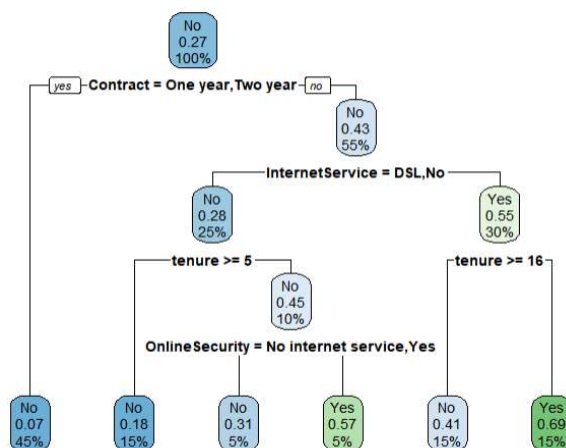 No
0.27
100%
yes Contract = One year,Two year no
No
0.43
55%
InternetService = DSL,No
No
0.28
25%
Yes
0.55
30%
tenure >= 5
tenure >= 16
No
0.45
10%
OnlineSecurity = No internet service,Yes
No
0.07
45%
No
0.18
15%
No
0.31
5%
Yes
0.57
5%
No
0.41
15%
Yes
0.69
15%